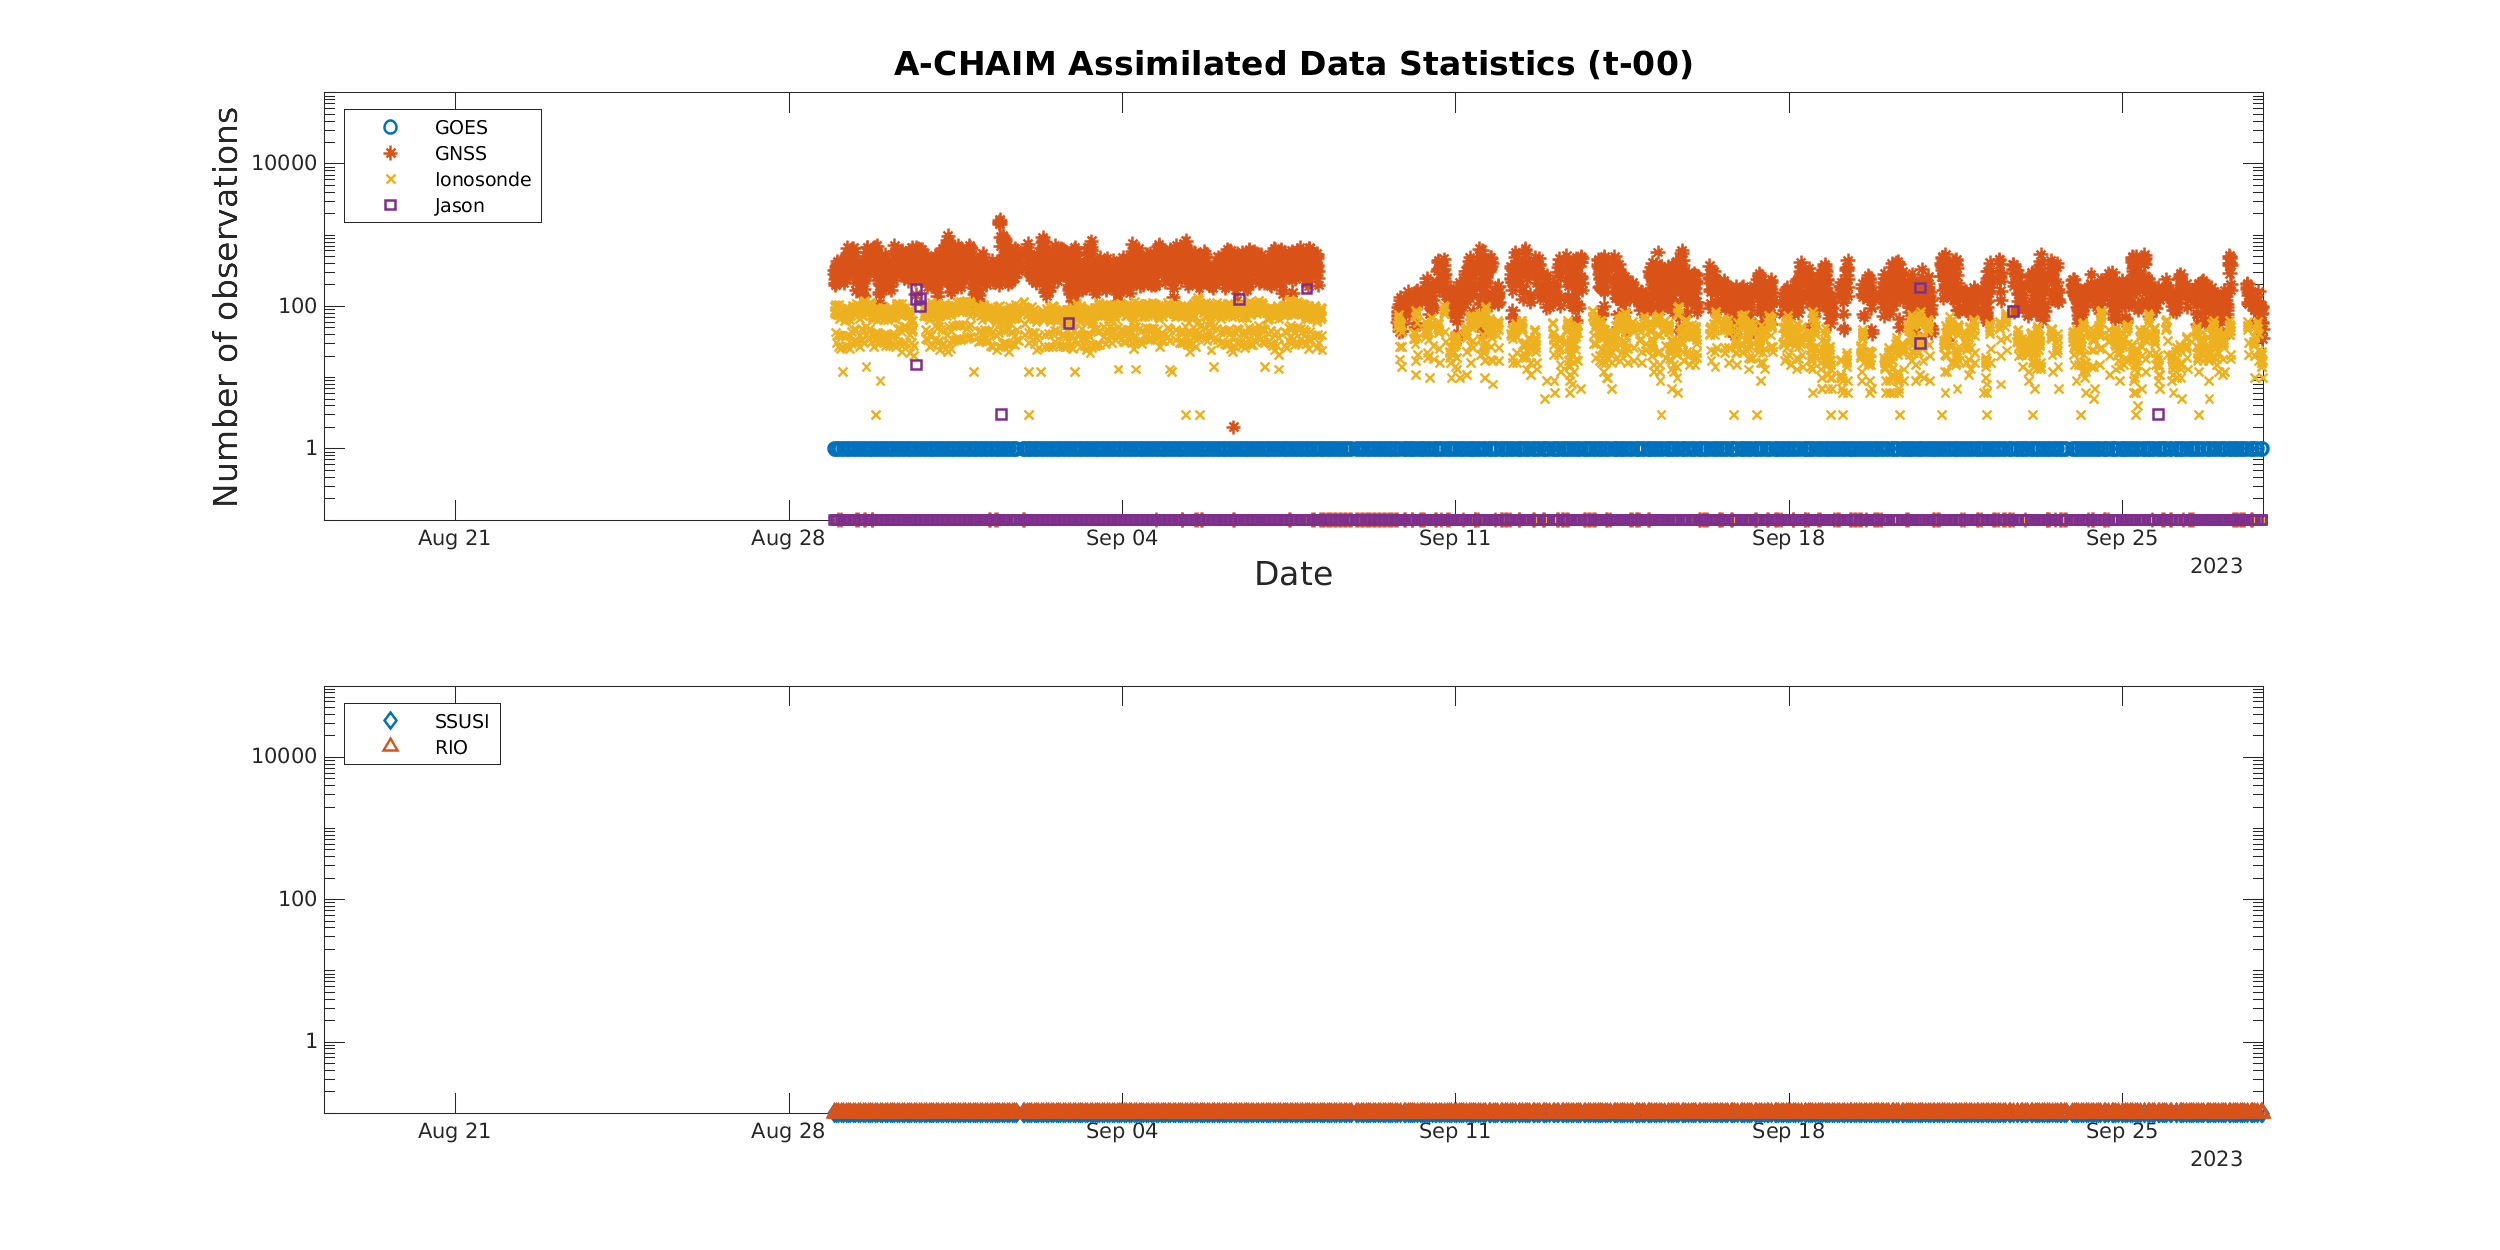 A-CHAIM Assimilated Data Statistics (t-00)
Number of observations
10000
100
1
GOES
GNSS
Ionosonde
Jason
Aug 21
Aug 28
Sep 04
Sep 11
Sep 18
Sep 25
2023
Date
10000
100
1
SSUSI
RIO
Aug 21
Aug 28
Sep 04
Sep 11
Sep 18
Sep 25
2023